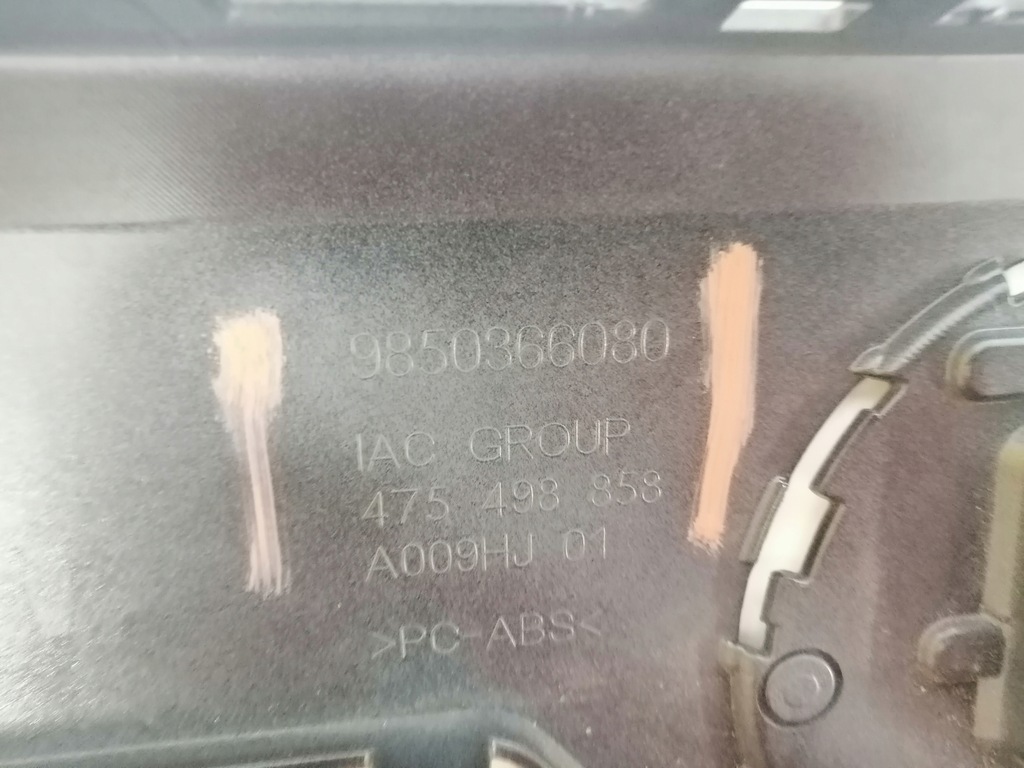 9850366080
IAC GROUP
475 498 858
A009HJ 01
>PC-ABS<